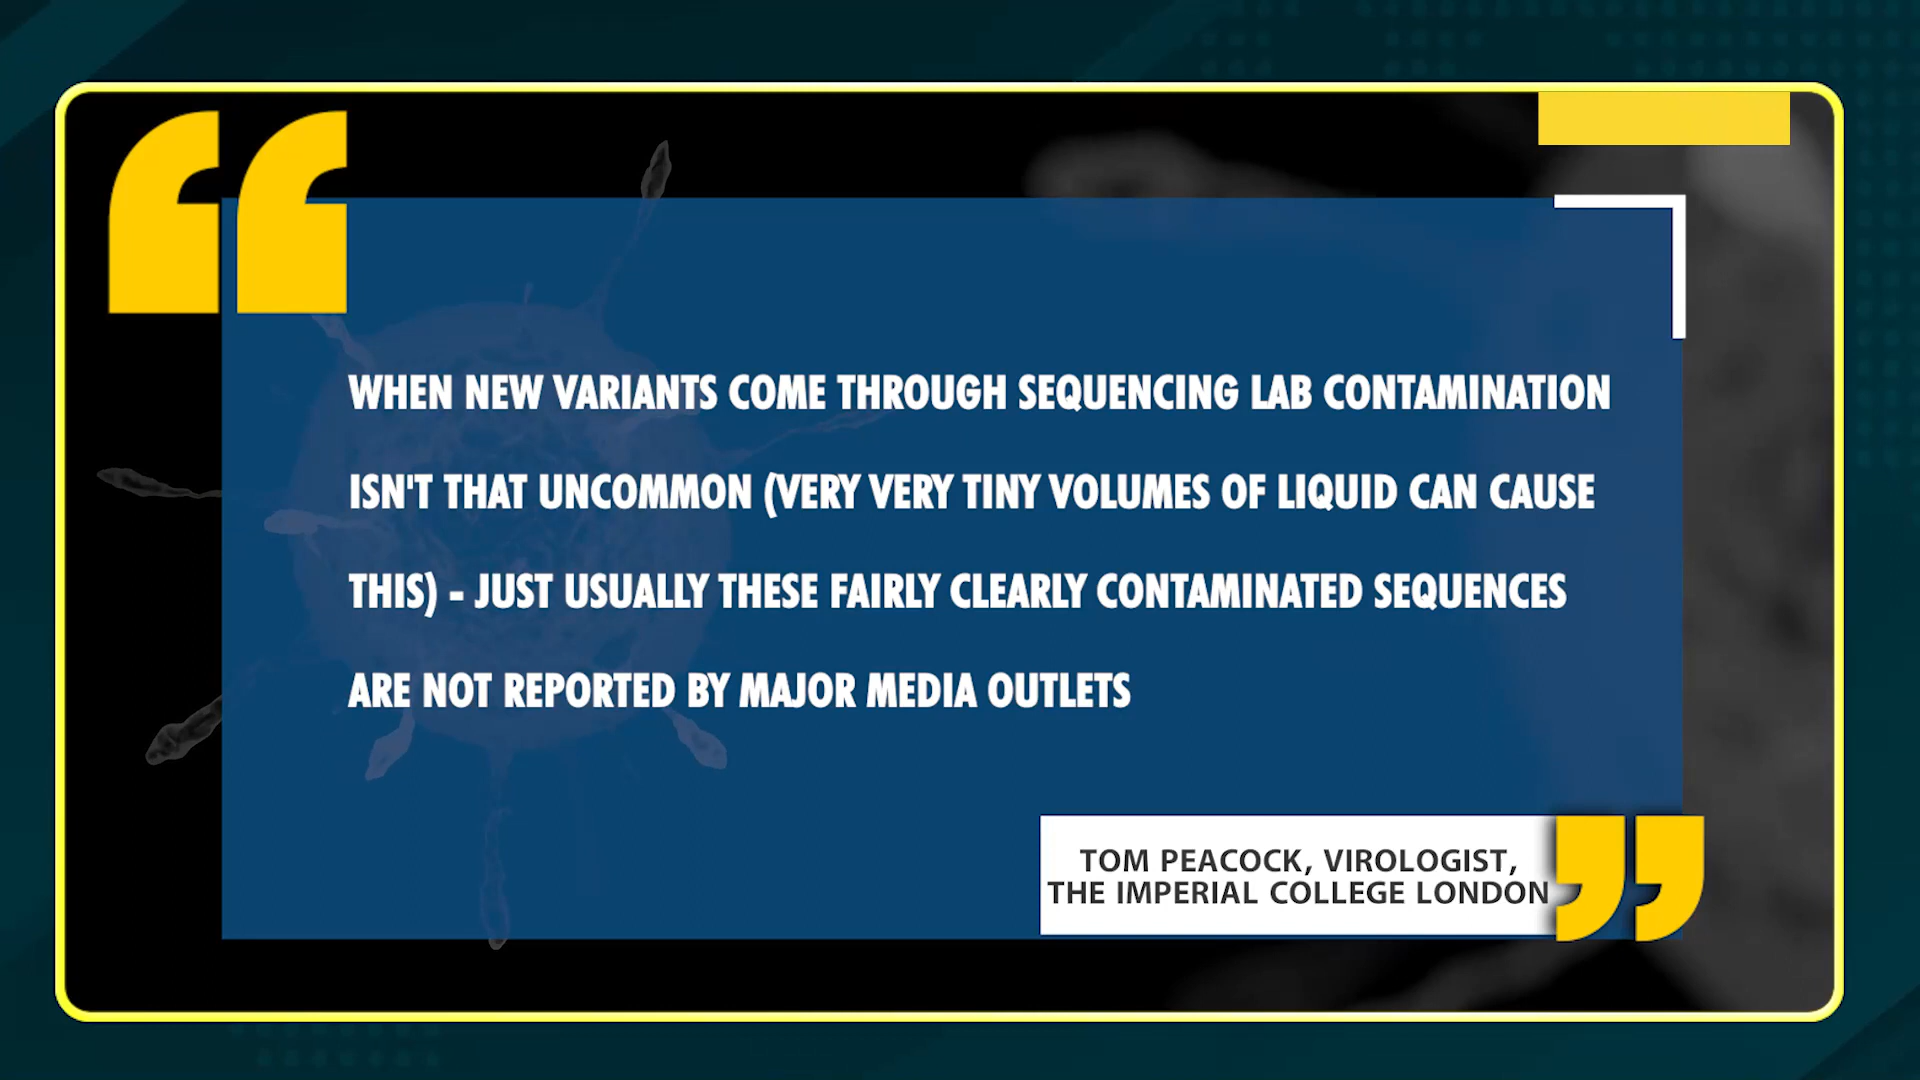 WHEN NEW VARIANTS COME THROUGH SEQUENCING LAB CONTAMINATION
ISN'T THAT UNCOMMON (VERY VERY TINY VOLUMES OF LIQUID CAN CAUSE
THIS) - JUST USUALLY THESE FAIRLY CLEARLY CONTAMINATED SEQUENCES
ARE NOT REPORTED BY MAJOR MEDIA OUTLETS
TOM PEACOCK, VIROLOGIST,
THE IMPERIAL COLLEGE LONDON